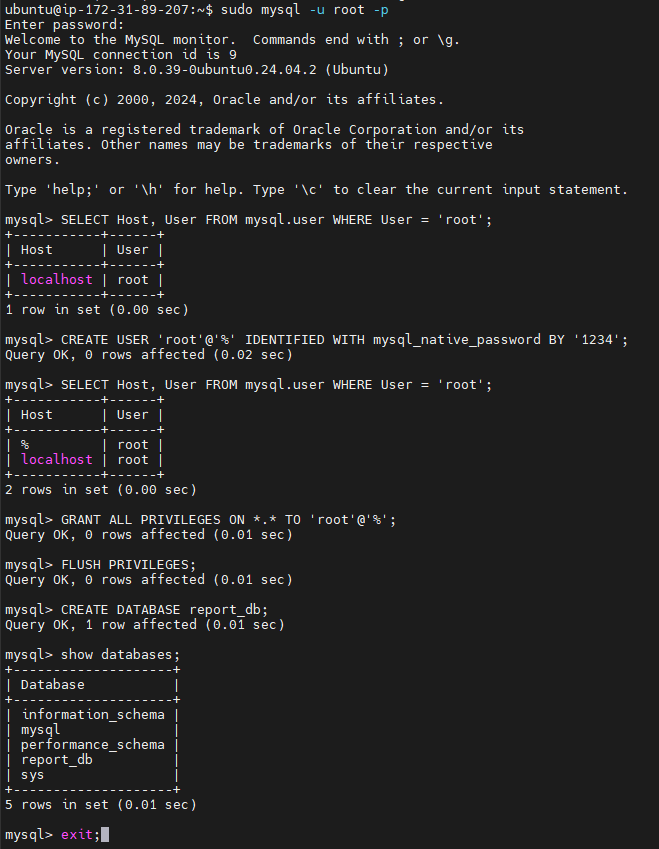 ubuntu@ip-172-31-89-207:~$ sudo mysql -u root -p
Enter password:
Welcome to the MySQL monitor.  Commands end with ; or \g.
Your MySQL connection id is 9
Server version: 8.0.39-0ubuntu0.24.04.2 (Ubuntu)

Copyright (c) 2000, 2024, Oracle and/or its affiliates.

Oracle is a registered trademark of Oracle Corporation and/or its
affiliates. Other names may be trademarks of their respective
owners.

Type 'help;' or '\h' for help. Type '\c' to clear the current input statement.

mysql> SELECT Host, User FROM mysql.user WHERE User = 'root';
+-----------+------+
| Host      | User |
+-----------+------+
| localhost | root |
+-----------+------+
1 row in set (0.00 sec)

mysql> CREATE USER 'root'@'%' IDENTIFIED WITH mysql_native_password BY '1234';
Query OK, 0 rows affected (0.02 sec)

mysql> SELECT Host, User FROM mysql.user WHERE User = 'root';
+-----------+------+
| Host      | User |
+-----------+------+
| %         | root |
| localhost | root |
+-----------+------+
2 rows in set (0.00 sec)

mysql> GRANT ALL PRIVILEGES ON *.* TO 'root'@'%';
Query OK, 0 rows affected (0.01 sec)

mysql> FLUSH PRIVILEGES;
Query OK, 0 rows affected (0.01 sec)

mysql> CREATE DATABASE report_db;
Query OK, 1 row affected (0.01 sec)

mysql> show databases;
+--------------------+
| Database           |
+--------------------+
| information_schema |
| mysql              |
| performance_schema |
| report_db          |
| sys                |
+--------------------+
5 rows in set (0.01 sec)

mysql> exit;